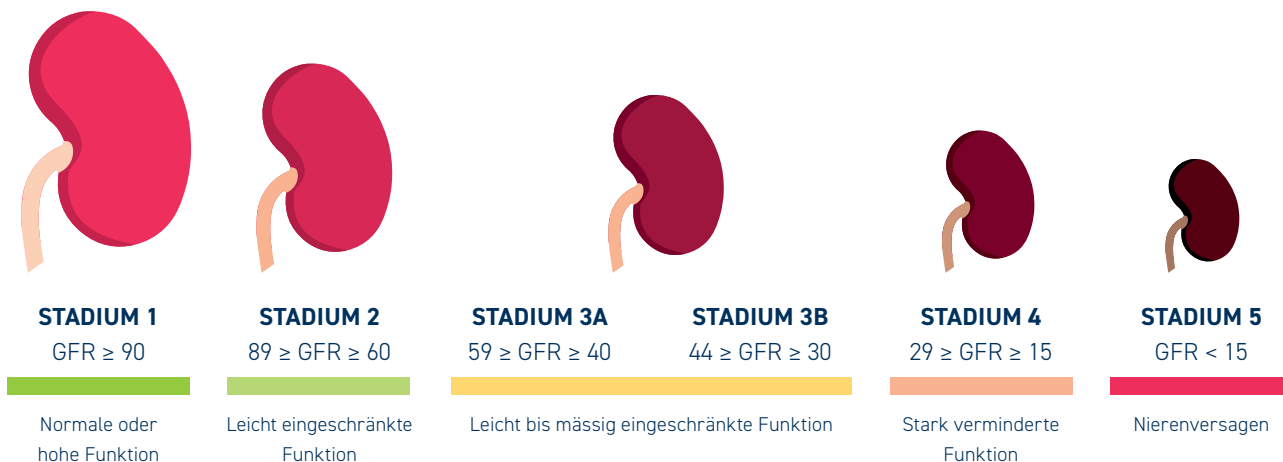 STADIUM 1
GFR ≥ 90
Normale oder
hohe Funktion
STADIUM 2
89 ≥ GFR ≥ 60
Leicht eingeschränkte
Funktion
STADIUM 3A
59 ≥ GFR ≥ 40
STADIUM 3B
44 ≥ GFR ≥ 30
Leicht bis mässig eingeschränkte Funktion
STADIUM 4
29 ≥ GFR ≥ 15
Stark verminderte
Funktion
STADIUM 5
GFR < 15
Nierenversagen